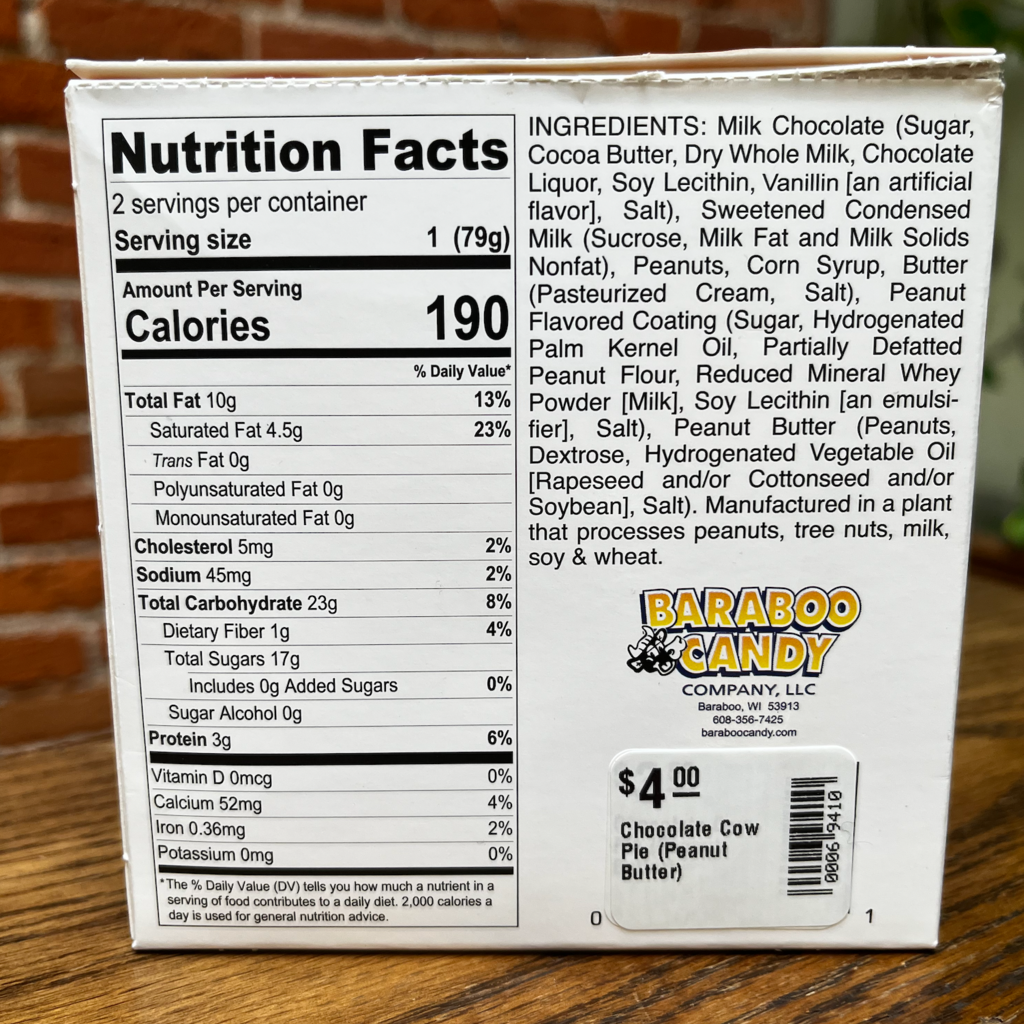 Nutrition Facts
2 servings per container
Serving size 1 (79g)
Amount Per Serving
Calories 190
% Daily Value*
Total Fat 10g 13%
Saturated Fat 4.5g 23%
Trans Fat 0g
Polyunsaturated Fat 0g
Monounsaturated Fat 0g
Cholesterol 5mg 2%
Sodium 45mg 2%
Total Carbohydrate 23g 8%
Dietary Fiber 1g 4%
Total Sugars 17g
Includes 0g Added Sugars 0%
Sugar Alcohol 0g
Protein 3g 6%
Vitamin D 0mcg 0%
Calcium 52mg 4%
Iron 0.36mg 2%
Potassium 0mg 0%
*The % Daily Value (DV) tells you how much a nutrient in a
serving of food contributes to a daily diet. 2,000 calories a
day is used for general nutrition advice.
INGREDIENTS: Milk Chocolate (Sugar,
Cocoa Butter, Dry Whole Milk, Chocolate
Liquor, Soy Lecithin, Vanillin [an artificial
flavor], Salt), Sweetened Condensed
Milk (Sucrose, Milk Fat and Milk Solids
Nonfat), Peanuts, Corn Syrup, Butter
(Pasteurized Cream, Salt), Peanut
Flavored Coating (Sugar, Hydrogenated
Palm Kernel Oil, Partially Defatted
Peanut Flour, Reduced Mineral Whey
Powder [Milk], Soy Lecithin [an emulsi-
fier], Salt), Peanut Butter (Peanuts,
Dextrose, Hydrogenated Vegetable Oil
[Rapeseed and/or Cottonseed and/or
Soybean], Salt). Manufactured in a plant
that processes peanuts, tree nuts, milk,
soy & wheat.
BARABOO
CANDY
COMPANY, LLC
Baraboo, WI 53913
608-356-7425
baraboocandy.com
$4.00
Chocolate Cow
Pie (Peanut
Butter)
00069410
0 1